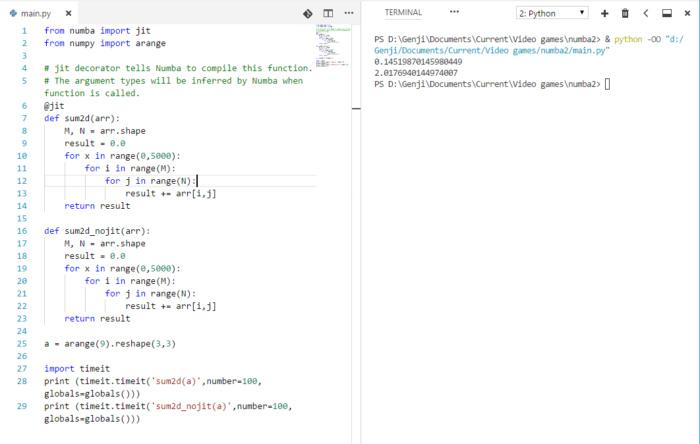 main.py
1 from numba import jit
2 from numpy import arange
3
4 # jit decorator tells Numba to compile this function.
5 # The argument types will be inferred by Numba when
function is called.
6 @jit
7 def sum2d(arr):
8 M, N = arr.shape
9 result = 0.0
10 for x in range(0,5000):
11 for i in range(M):
12 for j in range(N):
13 result += arr[i,j]
14 return result
15
16 def sum2d_nojit(arr):
17 M, N = arr.shape
18 result = 0.0
19 for x in range(0,5000):
20 for i in range(M):
21 for j in range(N):
22 result += arr[i,j]
23 return result
24
25 a = arange(9).reshape(3,3)
26
27 import timeit
28 print (timeit.timeit('sum2d(a)',number=100,
globals=globals()))
29 print (timeit.timeit('sum2d_nojit(a)',number=100,
globals=globals()))
TERMINAL
2: Python
PS D:\Genji\Documents\Current\Video games\numba2> & python -OO "d:/
Genji/Documents/Current/Video games/numba2/main.py"
0.14519870145980449
2.0176940144974007
PS D:\Genji\Documents\Current\Video games\numba2>